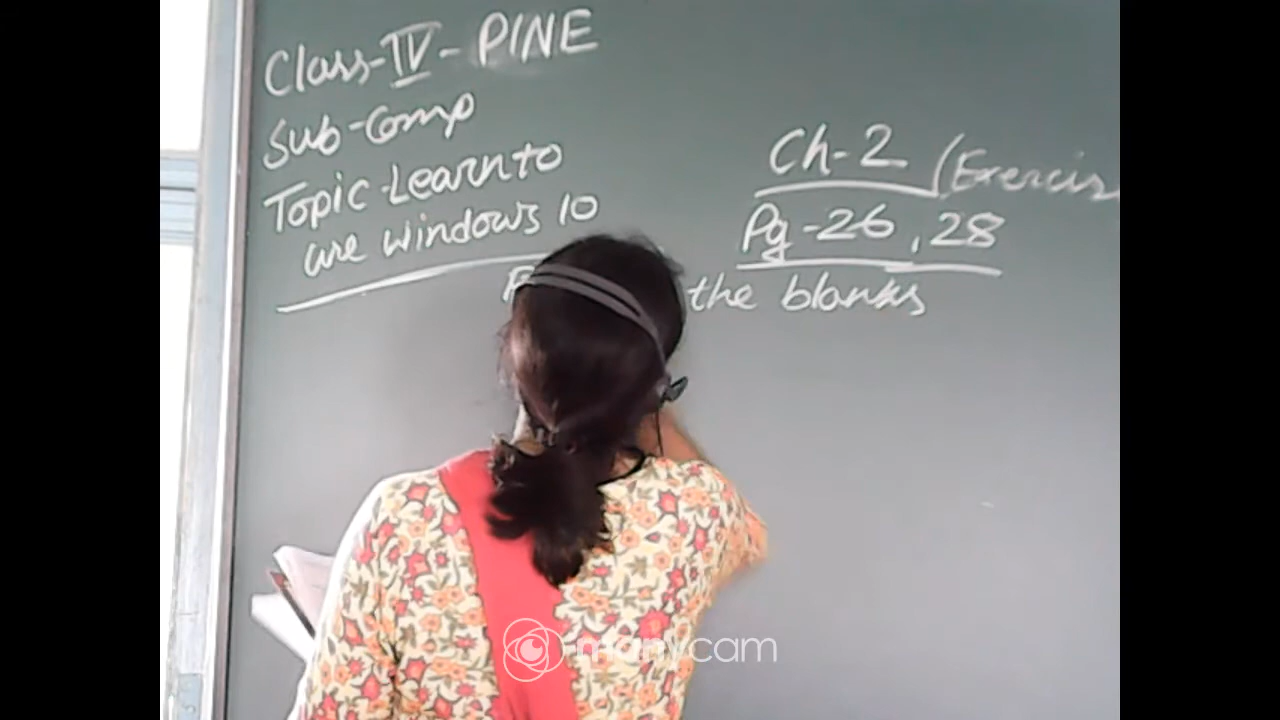 Class-IV- PINE
Sub-Comp
Topic-Learn to
use windows 10
Ch-2 (Exercis
Pg-26, 28
the blanks
manycam